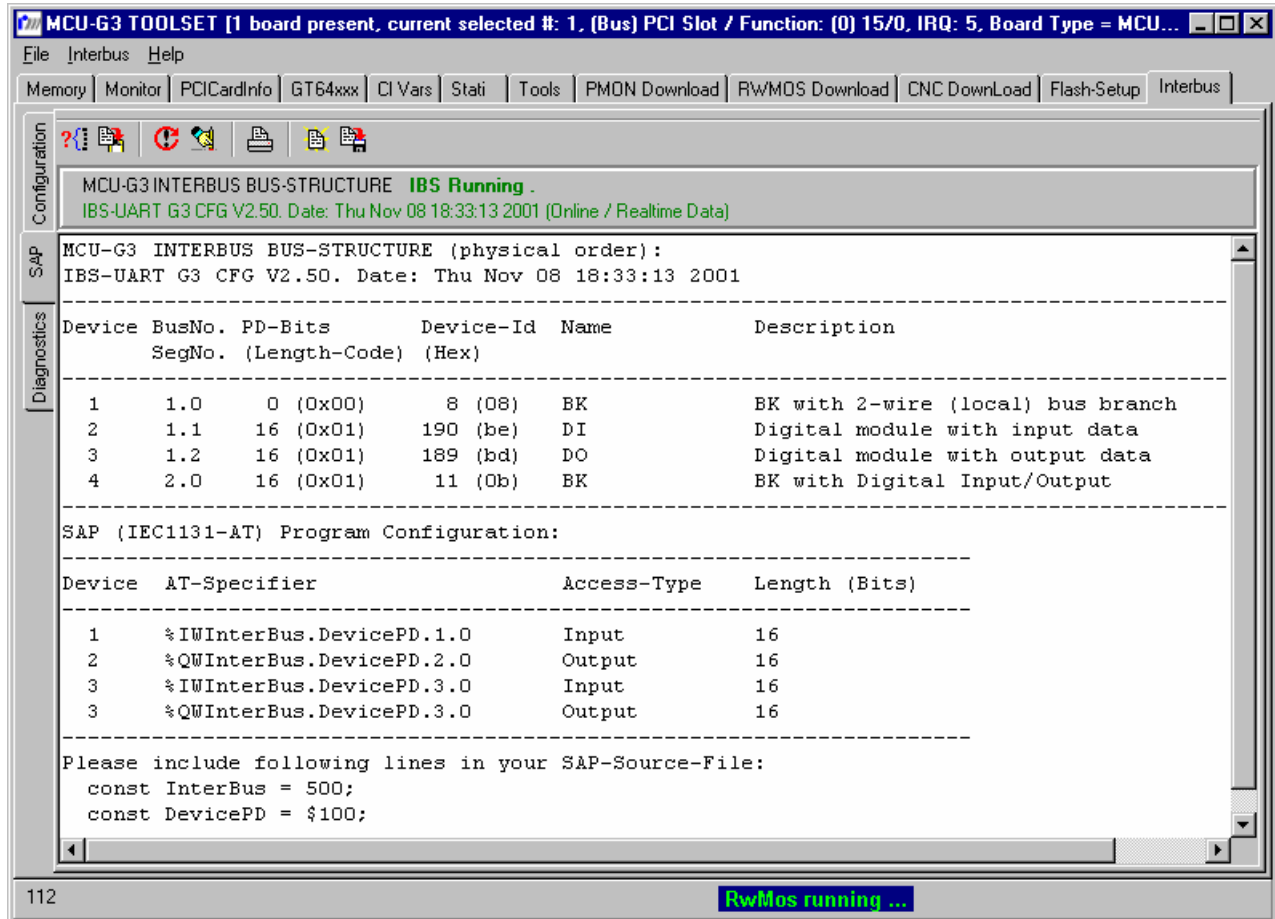 MCU-G3 TOOLSET [1 board present, current selected #: 1, (Bus) PCI Slot / Function: (0) 15/0, IRQ: 5, Board Type = MCU...
File Interbus Help
Memory Monitor PCICardInfo GT64xxx CI Vars Stati Tools PMON Download RWMOS Download CNC DownLoad Flash-Setup Interbus
Configuration
SAP
Diagnostics
MCU-G3 INTERBUS BUS-STRUCTURE IBS Running .
IBS-UART G3 CFG V2.50. Date: Thu Nov 08 18:33:13 2001 (Online / Realtime Data)
MCU-G3 INTERBUS BUS-STRUCTURE (physical order):
IBS-UART G3 CFG V2.50. Date: Thu Nov 08 18:33:13 2001
Device BusNo. PD-Bits Device-Id Name Description
SegNo. (Length-Code) (Hex)
1 1.0 0 (0x00) 8 (08) BK BK with 2-wire (local) bus branch
2 1.1 16 (0x01) 190 (be) DI Digital module with input data
3 1.2 16 (0x01) 189 (bd) DO Digital module with output data
4 2.0 16 (0x01) 11 (0b) BK BK with Digital Input/Output
SAP (IEC1131-AT) Program Configuration:
Device AT-Specifier Access-Type Length (Bits)
1 %IWInterBus.DevicePD.1.0 Input 16
2 %QWInterBus.DevicePD.2.0 Output 16
3 %IWInterBus.DevicePD.3.0 Input 16
3 %QWInterBus.DevicePD.3.0 Output 16
Please include following lines in your SAP-Source-File:
const InterBus = 500;
const DevicePD = $100;
112 RwMos running ...